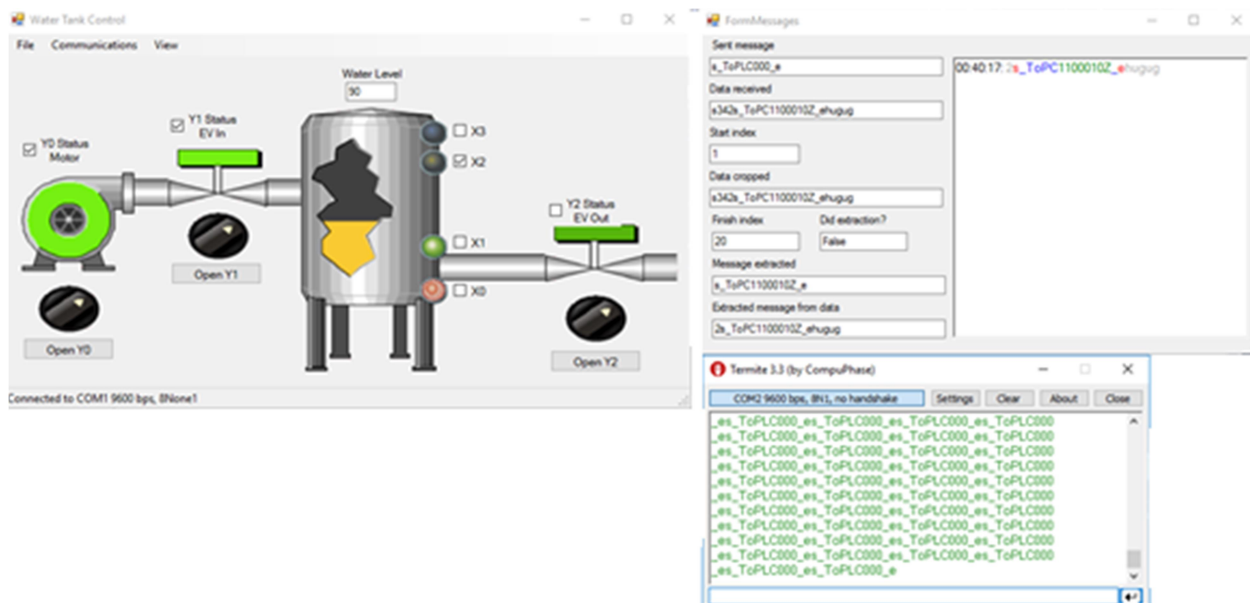 Water Tank Control
File Communications View
Water Level
90
Y1 Status
EV In
Y0 Status
Motor
X3
X2
Y2 Status
EV Out
X1
X0
Open Y1
Open Y0
Open Y2
Connected to COM1 9600 bps, 8None1
FormMessages
Sent message
s_ToPLC000_e
Data received
a342s_ToPC1100010Z_ehugug
Start index
1
Data cropped
a342s_ToPC1100010Z_ehugug
Finish index Did extraction?
20 False
Message extracted
s_ToPC1100010Z_e
Extracted message from data
2s_ToPC1100010Z_ehugug
00:40:17: 2s_ToPC1100010Z_ehugug
Termite 3.3 (by CompuPhase)
COM2 9600 bps, 8N1, no handshake Settings Clear About Close
_es_ToPLC000_es_ToPLC000_es_ToPLC000_es_ToPLC000
_es_ToPLC000_es_ToPLC000_es_ToPLC000_es_ToPLC000
_es_ToPLC000_es_ToPLC000_es_ToPLC000_es_ToPLC000
_es_ToPLC000_es_ToPLC000_es_ToPLC000_es_ToPLC000
_es_ToPLC000_es_ToPLC000_es_ToPLC000_es_ToPLC000
_es_ToPLC000_es_ToPLC000_es_ToPLC000_es_ToPLC000
_es_ToPLC000_es_ToPLC000_es_ToPLC000_es_ToPLC000
_es_ToPLC000_es_ToPLC000_es_ToPLC000_es_ToPLC000
_es_ToPLC000_es_ToPLC000_es_ToPLC000_es_ToPLC000
_es_ToPLC000_es_ToPLC000_es_ToPLC000_es_ToPLC000
_es_ToPLC000_es_ToPLC000_e